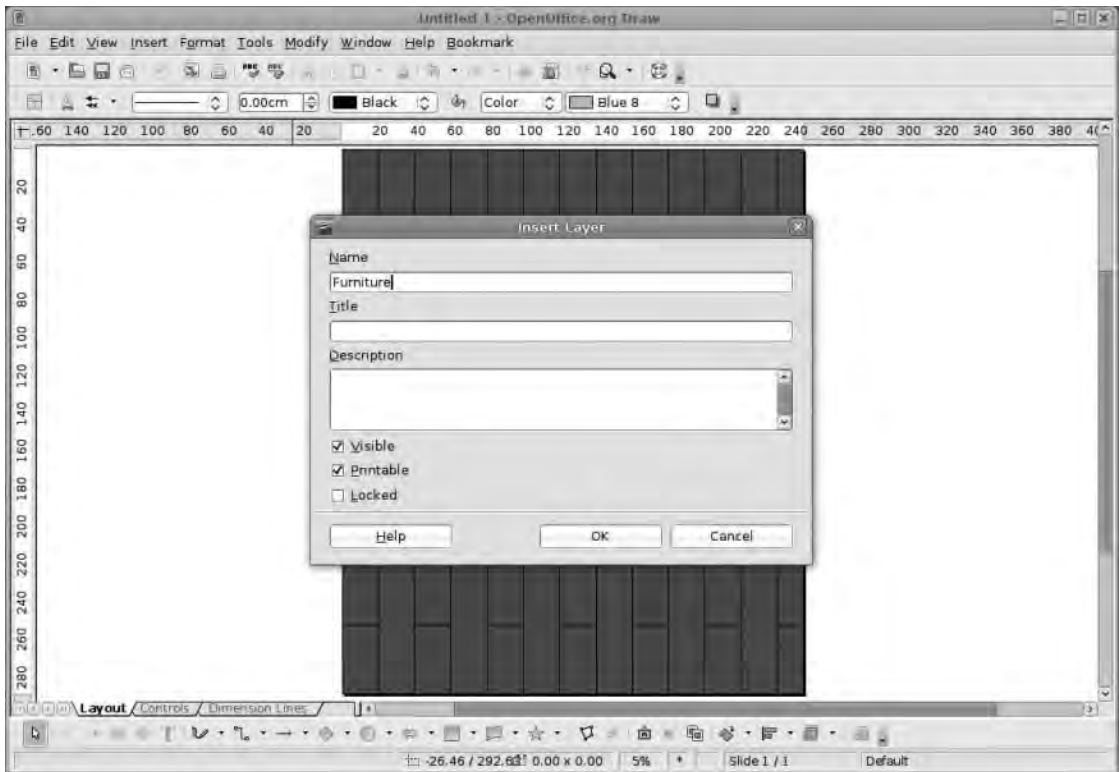 Untitled 1 - OpenOffice.org Draw
File Edit View Insert Format Tools Modify Window Help Bookmark
0.00cm Black Color Blue 8
60 140 120 100 80 60 40 20 20 40 60 80 100 120 140 160 180 200 220 240 260 280 300 320 340 360 380
20
40
60
80
100
120
140
160
180
200
220
240
260
280
Insert Layer
Name
Furniture
Title
Description
Visible
Printable
Locked
Help OK Cancel
Layout Controls Dimension Lines
0.00 x 0.00 5% * Slide 1 / 1 Default